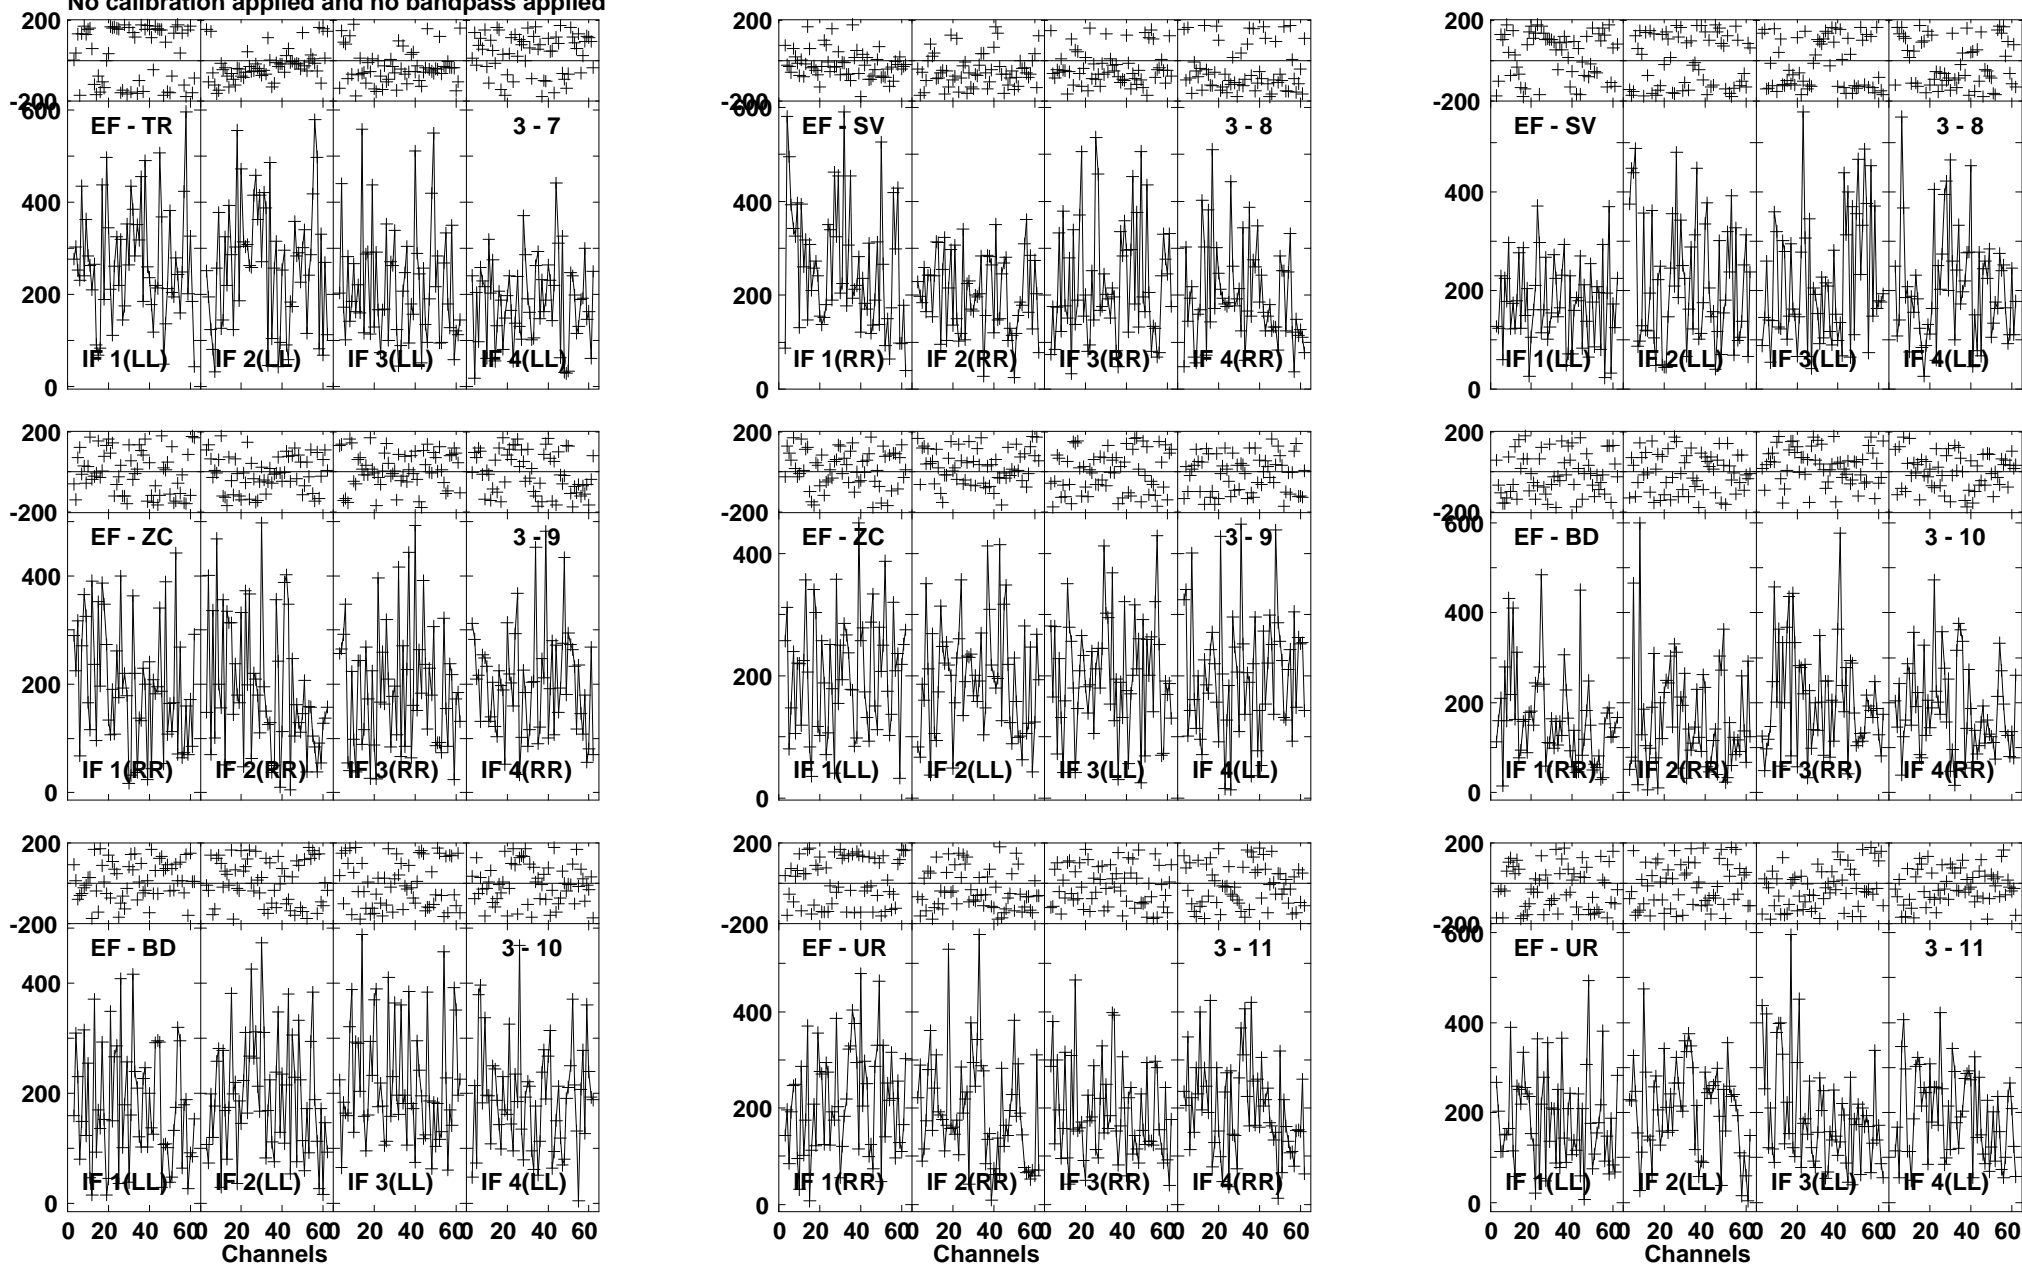 No calibration applied and no bandpass applied
200 200 200
-200 -200 -200
600 600
EF - TR 3 - 7 EF - SV 3 - 8 EF - SV 3 - 8
400 400 400
200 200 200
IF 1(LL) IF 2(LL) IF 3(LL) IF 4(LL) IF 1(RR) IF 2(RR) IF 3(RR) IF 4(RR) IF 1(LL) IF 2(LL) IF 3(LL) IF 4(LL)
0 0 0
200 200 200
-200 -200 -200
600
EF - ZC 3 - 9 EF - ZC 3 - 9 EF - BD 3 - 10
400 400 400
200 200 200
IF 1(RR) IF 2(RR) IF 3(RR) IF 4(RR) IF 1(LL) IF 2(LL) IF 3(LL) IF 4(LL) IF 1(RR) IF 2(RR) IF 3(RR) IF 4(RR)
0 0 0
200 200 200
-200 -200 -200
600
EF - BD 3 - 10 EF - UR 3 - 11 EF - UR 3 - 11
400 400 400
200 200 200
IF 1(LL) IF 2(LL) IF 3(LL) IF 4(LL) IF 1(RR) IF 2(RR) IF 3(RR) IF 4(RR) IF 1(LL) IF 2(LL) IF 3(LL) IF 4(LL)
0 0 0
0 20 40 60 0 20 40 60 0 20 40 60 0 20 40 60 0 20 40 60 0 20 40 60 0 20 40 60 0 20 40 60 0 20 40 60 0 20 40 60 0 20 40 60 0 20 40 60
Channels Channels Channels